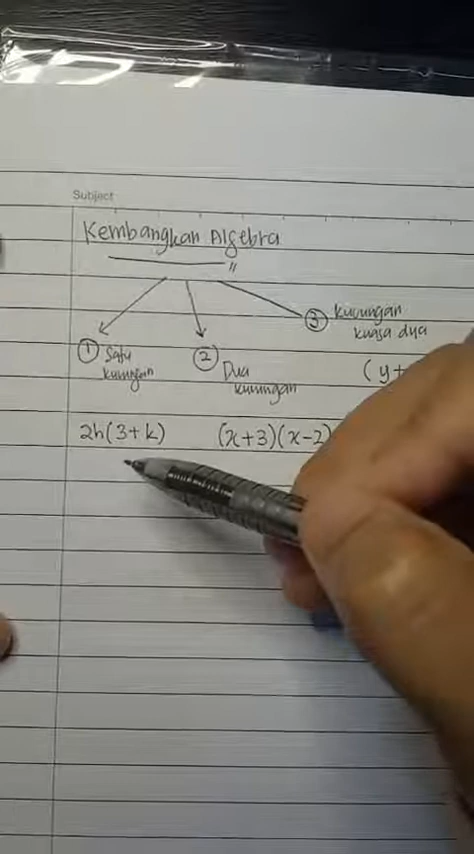 Subject
Kembangkan Algebra
① Satu
kurungan
② Dua
kurungan
③ kurungan
kuasa dua
(y+
2h(3+k)
(x+3)(x-2)